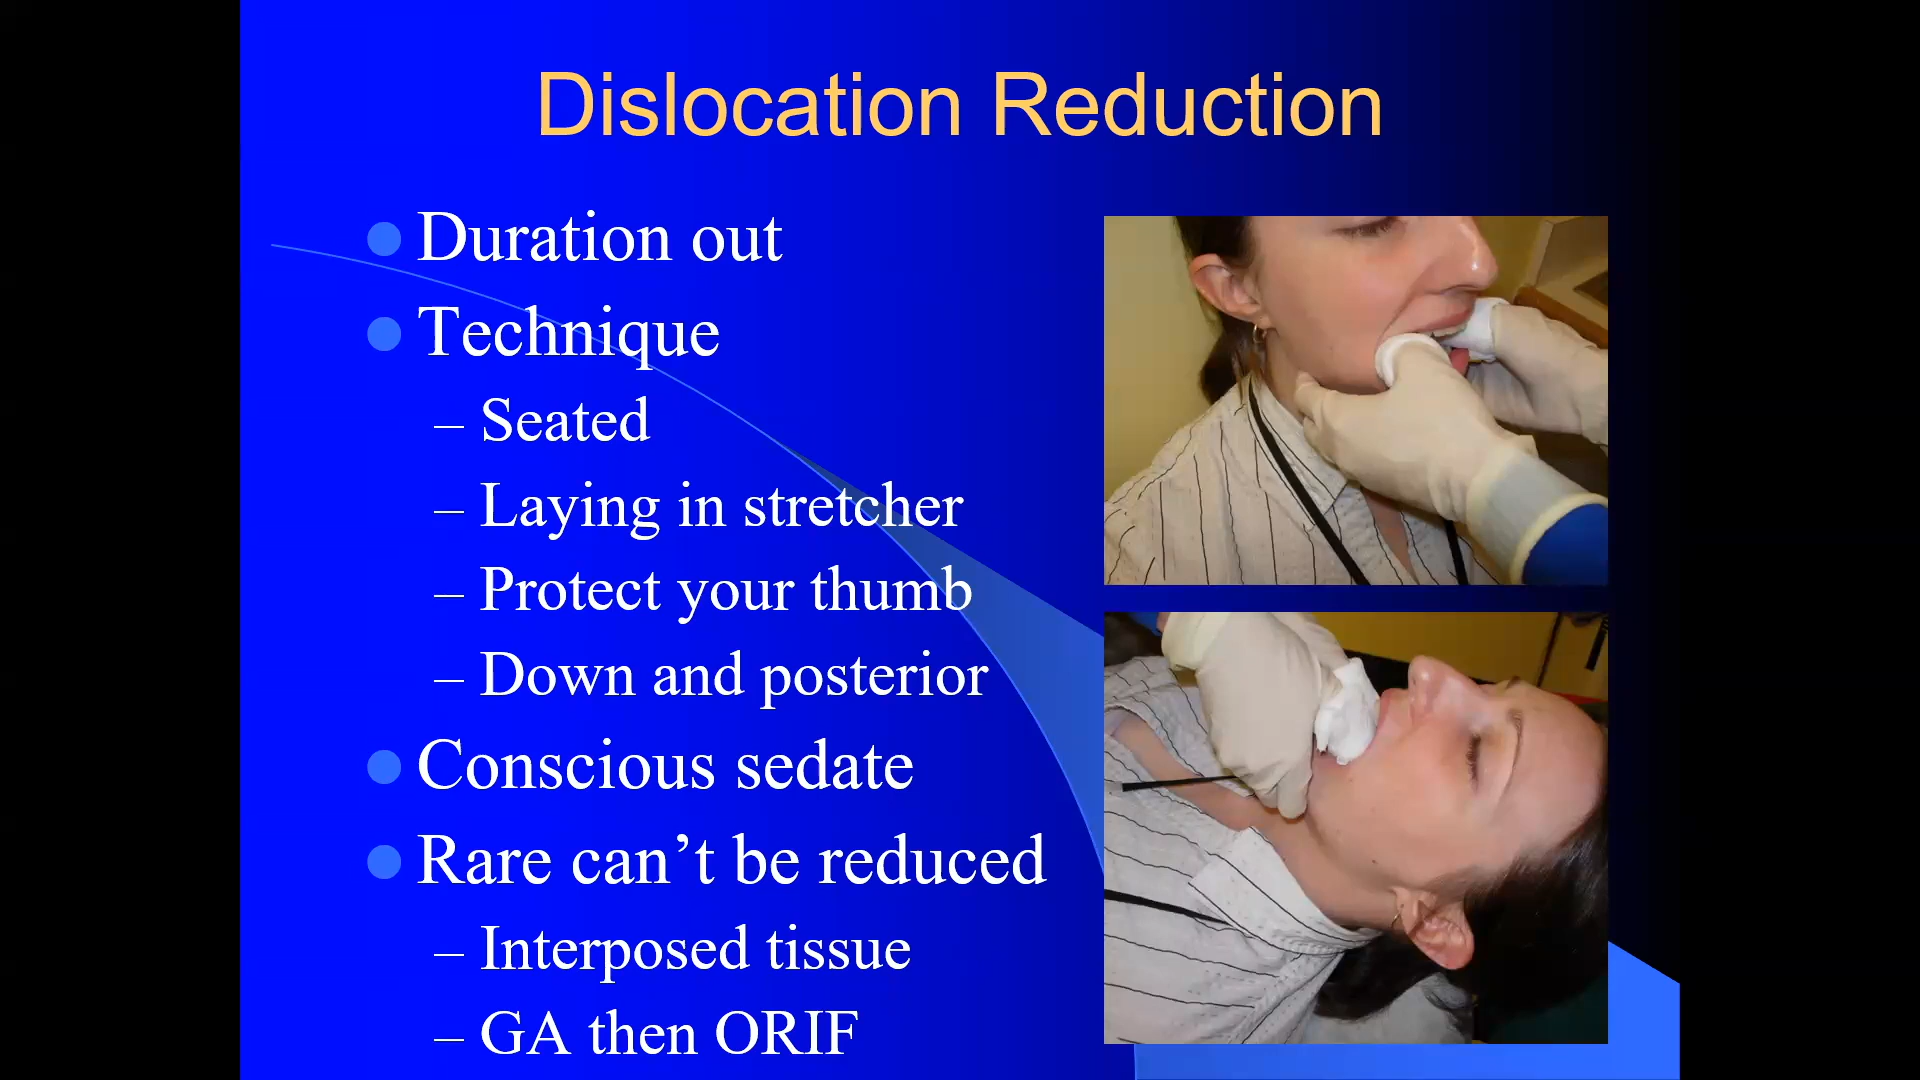 Dislocation Reduction
Duration out
Technique
– Seated
– Laying in stretcher
– Protect your thumb
– Down and posterior
Conscious sedate
Rare can’t be reduced
– Interposed tissue
– GA then ORIF